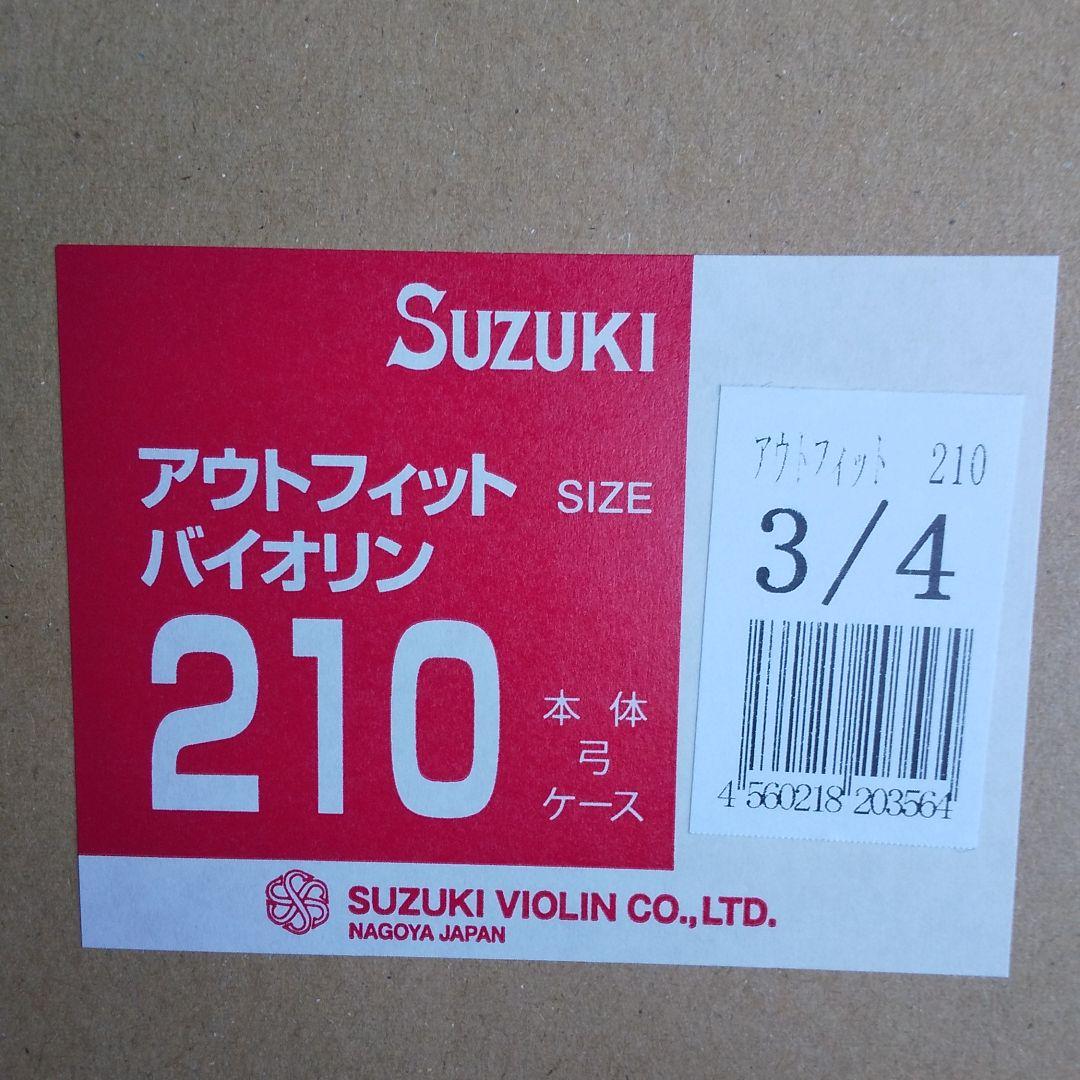 SUZUKI
アウトフィット
バイオリン
SIZE
210
本体
弓
ケース
アウトフィット 210
3/4
4 560218 203564
SUZUKI VIOLIN CO.,LTD.
NAGOYA JAPAN